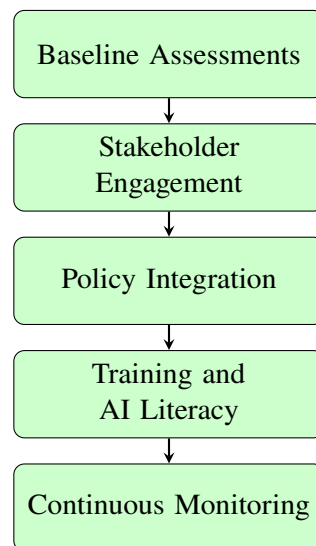 Baseline Assessments
Stakeholder
Engagement
Policy Integration
Training and
AI Literacy
Continuous Monitoring